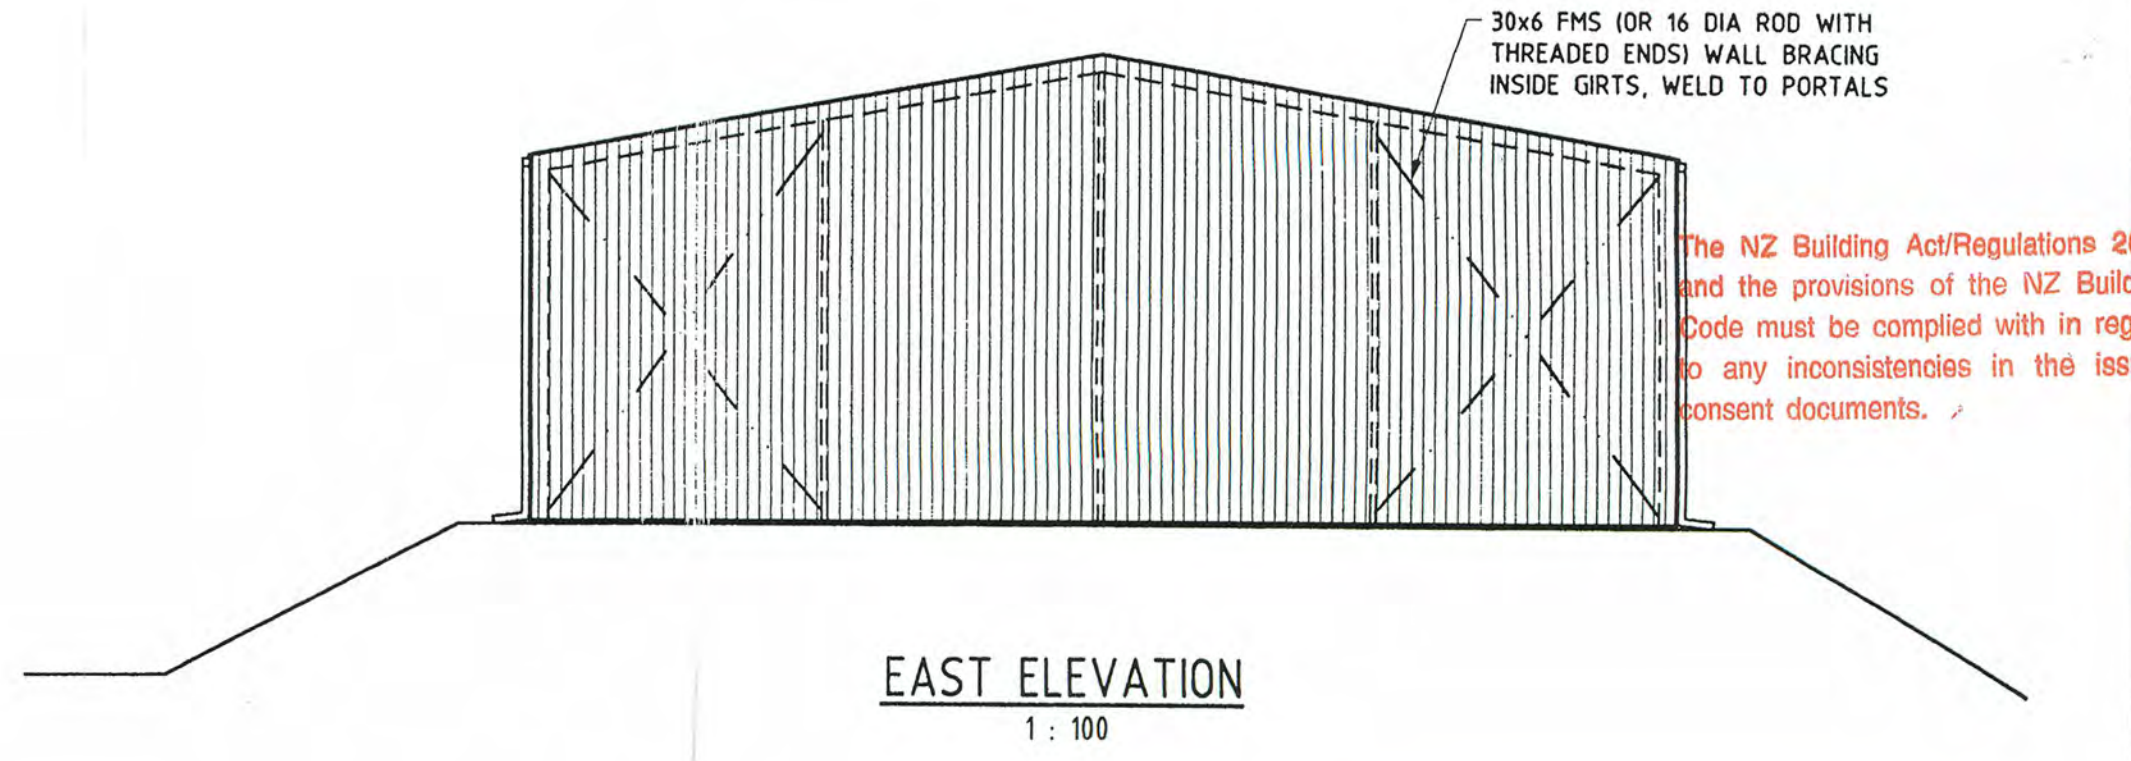 30x6 FMS (OR 16 DIA ROD WITH
THREADED ENDS) WALL BRACING
INSIDE GIRTS, WELD TO PORTALS
The NZ Building Act/Regulations
and the provisions of the NZ
Code must be complied with in
to any inconsistencies in the
consent documents.
EAST ELEVATION
1 : 100